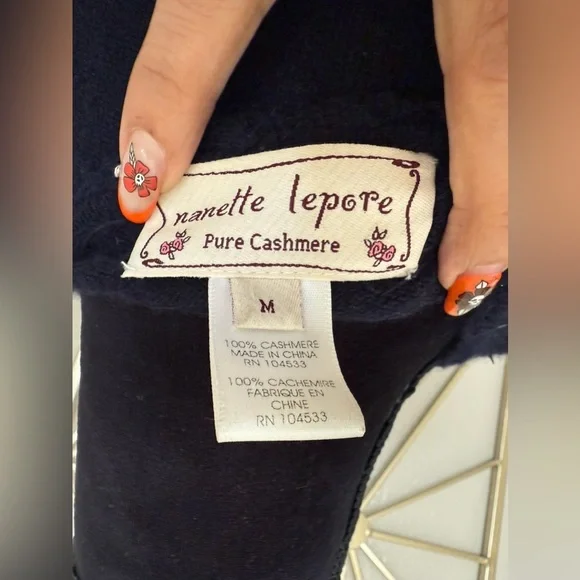 nanette lepore
Pure Cashmere
M
100% CASHMERE
MADE IN CHINA
RN 104533
100% CACHEMIRE
FABRIQUE EN
CHINE
RN 104533